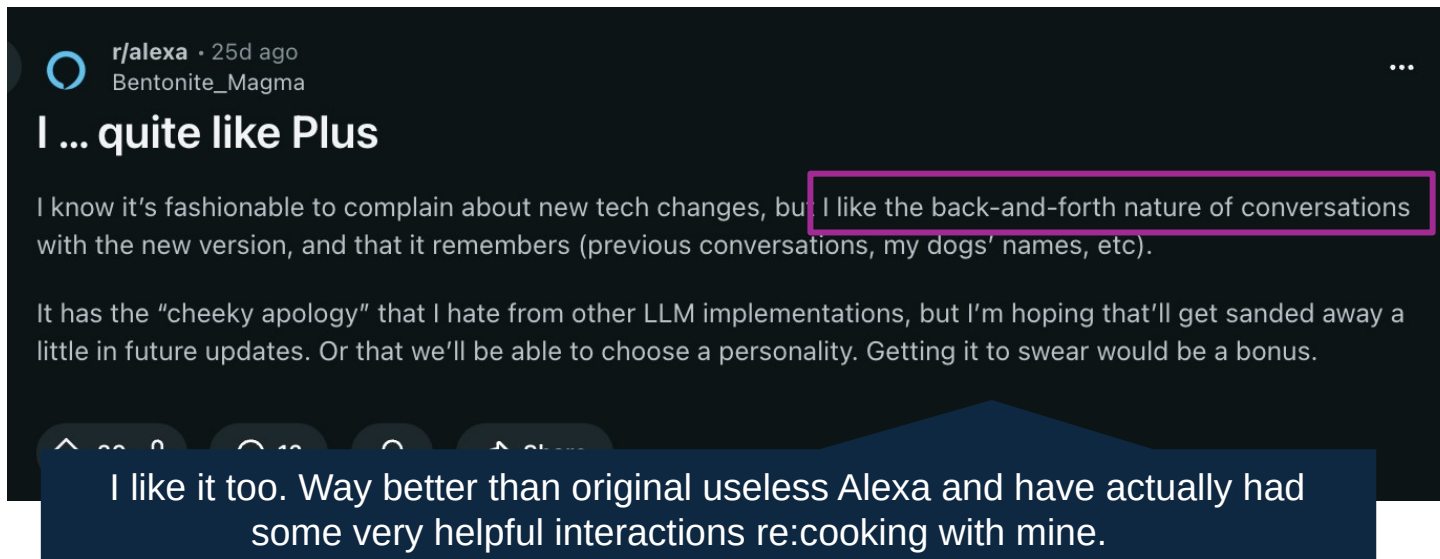 r/alexa • 25d ago
Bentonite_Magma
I ... quite like Plus
I know it’s fashionable to complain about new tech changes, but I like the back-and-forth nature of conversations
with the new version, and that it remembers (previous conversations, my dogs’ names, etc).
It has the “cheeky apology” that I hate from other LLM implementations, but I’m hoping that’ll get sanded away a
little in future updates. Or that we’ll be able to choose a personality. Getting it to swear would be a bonus.
Share
I like it too. Way better than original useless Alexa and have actually had
some very helpful interactions re:cooking with mine.